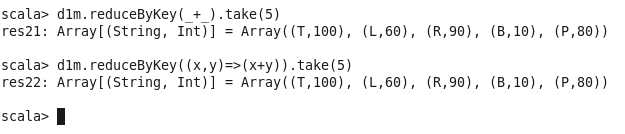 scala> d1m.reduceByKey(_+_).take(5)
res21: Array[(String, Int)] = Array((T,100), (L,60), (R,90), (B,10), (P,80))
scala> d1m.reduceByKey((x,y)=>(x+y)).take(5)
res22: Array[(String, Int)] = Array((T,100), (L,60), (R,90), (B,10), (P,80))
scala>